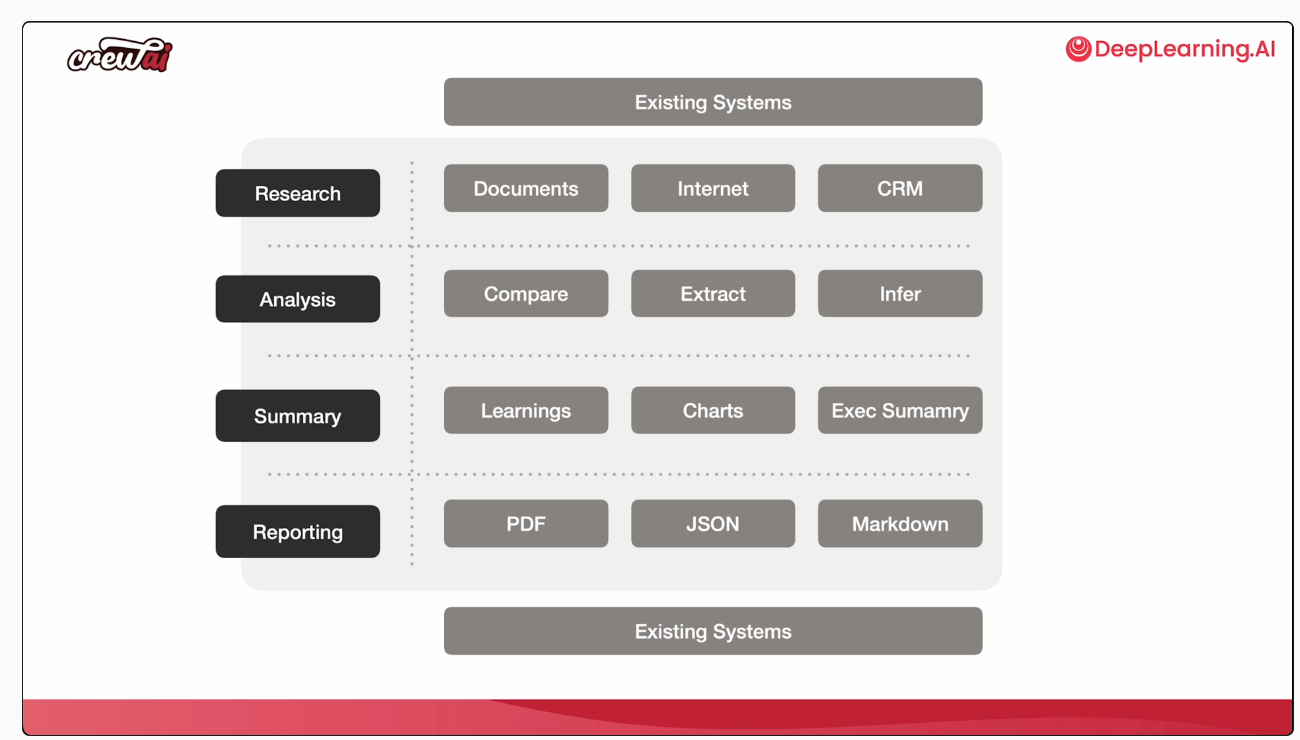 crewai
DeepLearning.AI
Existing Systems
Research
Documents
Internet
CRM
Analysis
Compare
Extract
Infer
Summary
Learnings
Charts
Exec Sumamry
Reporting
PDF
JSON
Markdown
Existing Systems